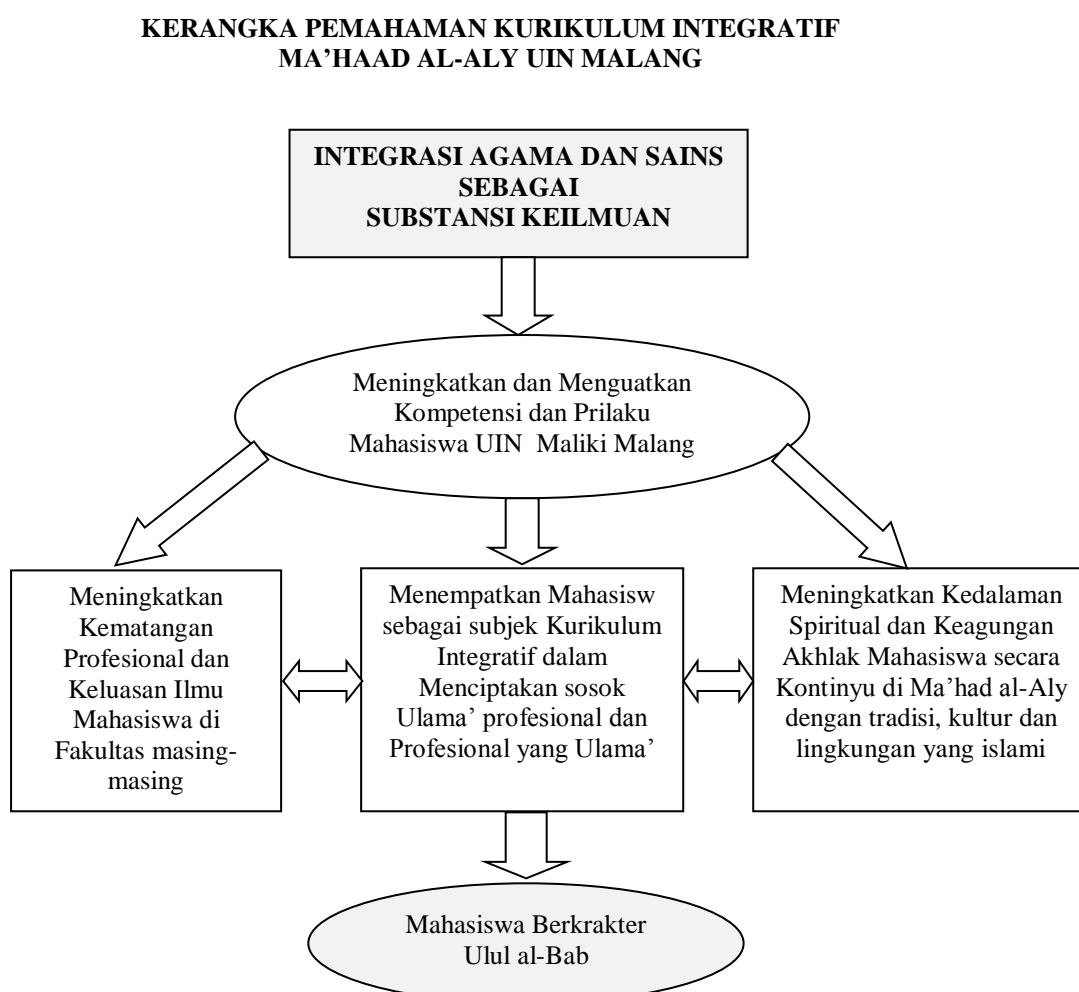 KERANGKA PEMAHAMAN KURIKULUM INTEGRATIF
MA’HAAD AL-ALY UIN MALANG
INTEGRASI AGAMA DAN SAINS
SEBAGAI
SUBSTANSI KEILMUAN
Meningkatkan dan Menguatkan
Kompetensi dan Prilaku
Mahasiswa UIN Maliki Malang
Meningkatkan
Kematangan
Profesional dan
Keluasan Ilmu
Mahasiswa di
Fakultas masing-
masing
Menempatkan Mahasisw
sebagai subjek Kurikulum
Integratif dalam
Menciptakan sosok
Ulama’ profesional dan
Profesional yang Ulama’
Meningkatkan Kedalaman
Spiritual dan Keagungan
Akhlak Mahasiswa secara
Kontinyu di Ma’had al-Aly
dengan tradisi, kultur dan
lingkungan yang islami
Mahasiswa Berkrakter
Ulul al-Bab